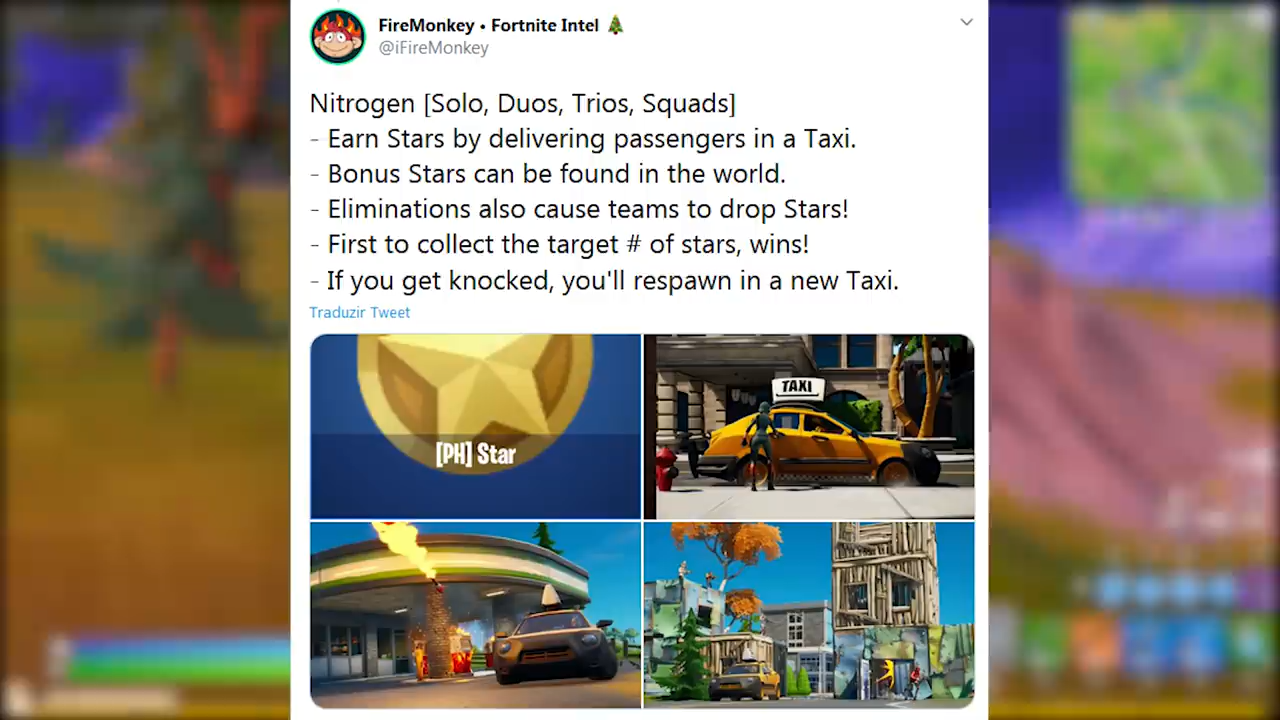 FireMonkey • Fortnite Intel 🎄
@iFireMonkey
Nitrogen [Solo, Duos, Trios, Squads]
- Earn Stars by delivering passengers in a Taxi.
- Bonus Stars can be found in the world.
- Eliminations also cause teams to drop Stars!
- First to collect the target # of stars, wins!
- If you get knocked, you'll respawn in a new Taxi.
Traduzir Tweet
TAXI
[PH] Star